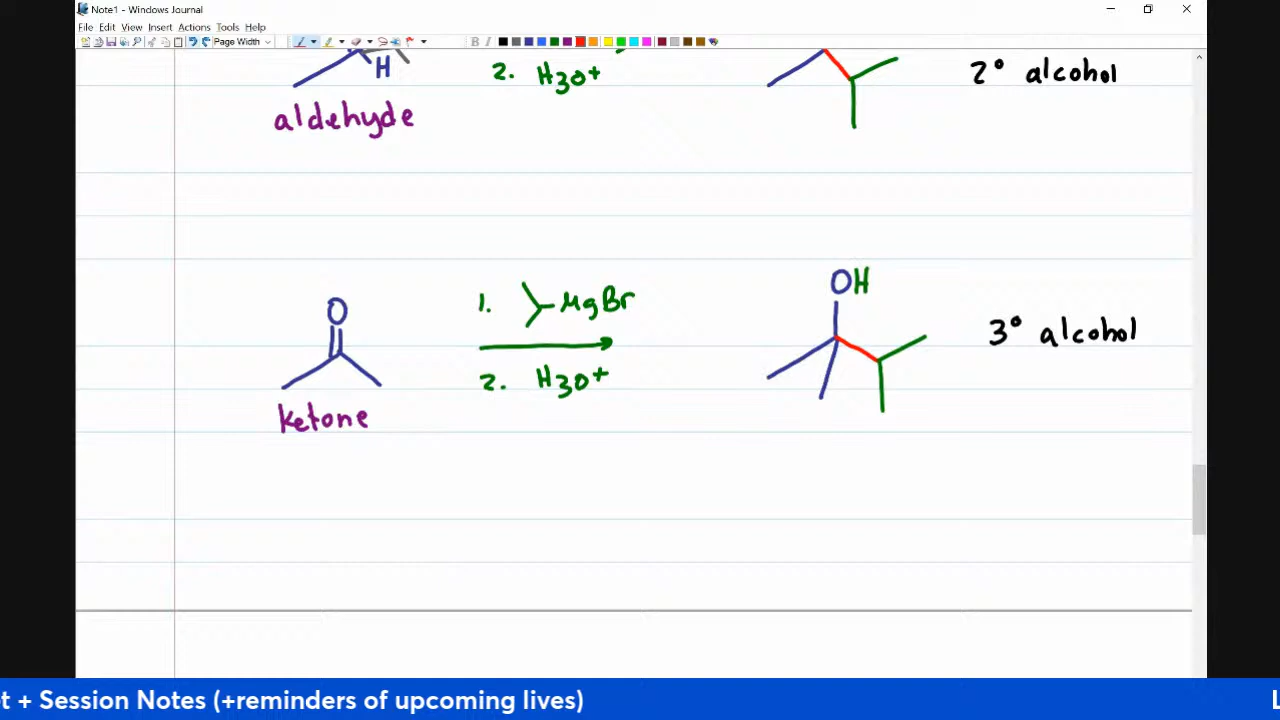 Note1 - Windows Journal
File Edit View Insert Actions Tools Help
Page Width
B I
H
2. H3O+
2° alcohol
aldehyde
O
1. MgBr
OH
3° alcohol
2. H3O+
ketone
t + Session Notes (+reminders of upcoming lives)